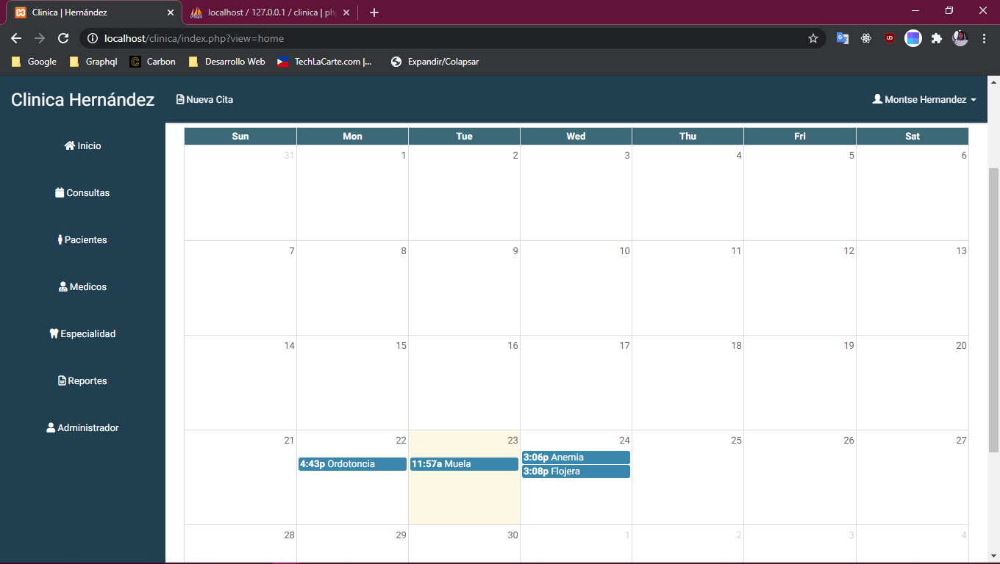 Clinica | Hernández
localhost / 127.0.0.1 / clinica | ph
localhost/clinica/index.php?view=home
Google
Graphql
Carbon
Desarrollo Web
TechLaCarte.com |...
Expandir/Colapsar
Clinica Hernández
Nueva Cita
Montse Hernandez
Inicio
Consultas
Pacientes
Medicos
Especialidad
Reportes
Administrador
Sun Mon Tue Wed Thu Fri Sat
31 1 2 3 4 5 6
7 8 9 10 11 12 13
14 15 16 17 18 19 20
21 22 23 24 25 26 27
4:43p Ordotoncia
11:57a Muela
3:06p Anemia
3:08p Flojera
28 29 30 1 2 3 4